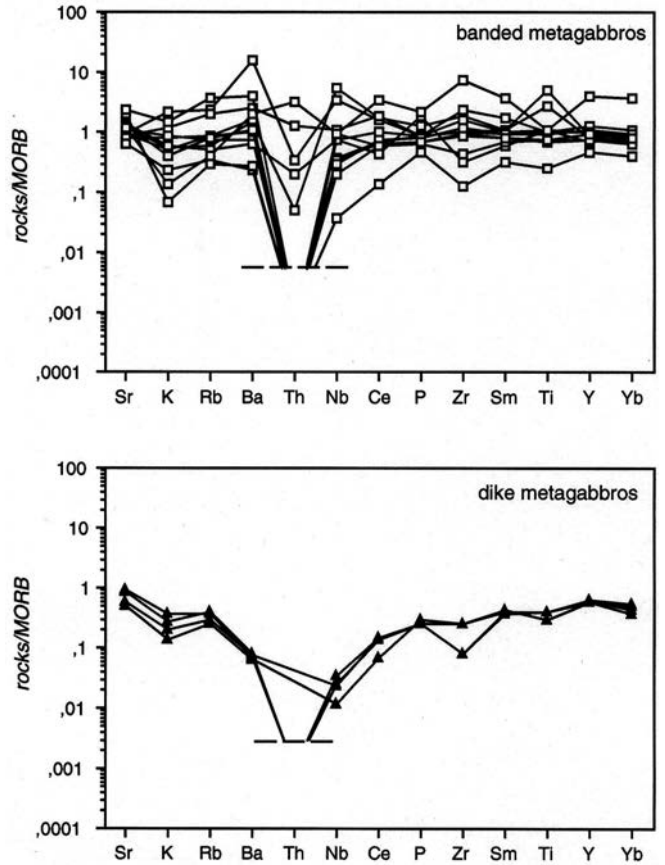 100
banded metagabbros
10
1
,1
,01
,001
,0001
rocks/MORB
Sr K Rb Ba Th Nb Ce P Zr Sm Ti Y Yb
100
dike metagabbros
10
1
,1
,01
,001
,0001
rocks/MORB
Sr K Rb Ba Th Nb Ce P Zr Sm Ti Y Yb